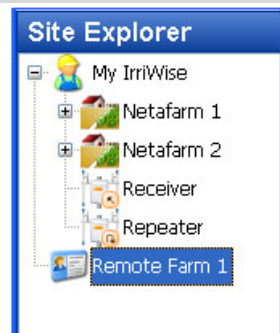 Site Explorer
My IrriWise
Netafarm 1
Netafarm 2
Receiver
Repeater
Remote Farm 1